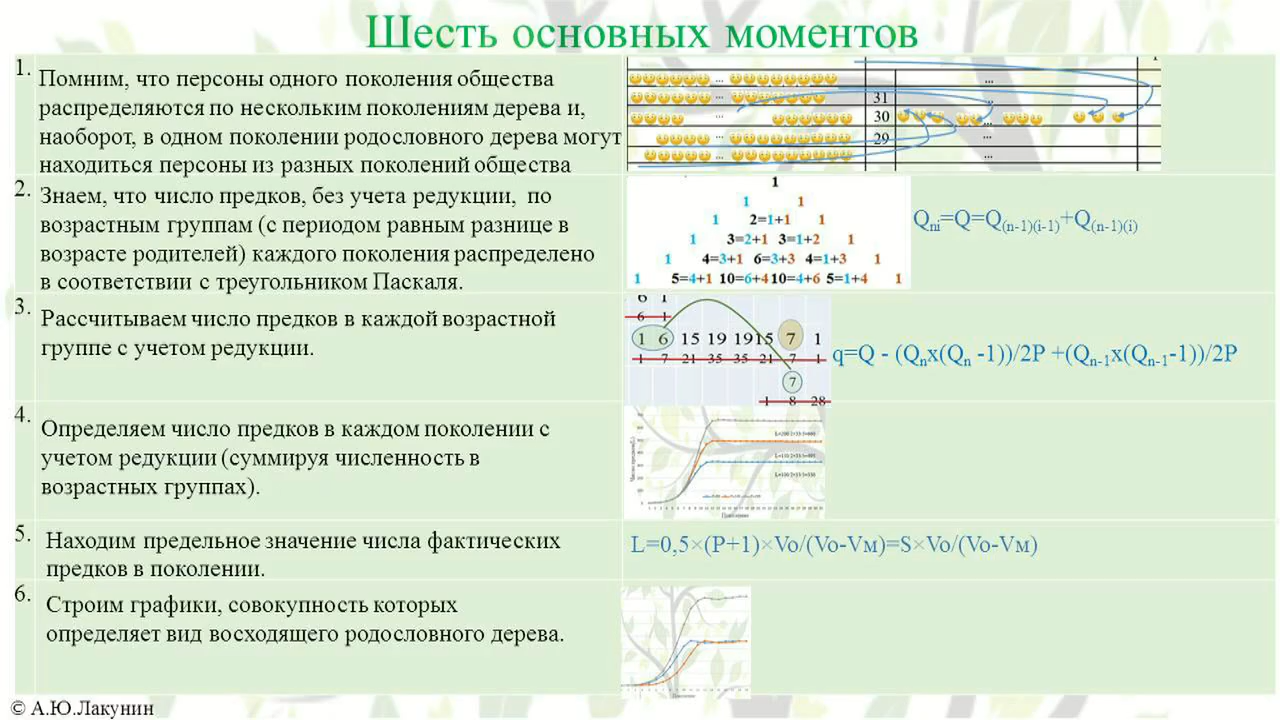 Шесть основных моментов
1.
Помним, что персоны одного поколения общества
распределяются по нескольким поколениям дерева и,
наоборот, в одном поколении родословного дерева могут
находиться персоны из разных поколений общества
...
...
31
...
30
...
29
...
...
2.
Знаем, что число предков, без учета редукции, по
возрастным группам (с периодом равным разнице в
возрасте родителей) каждого поколения распределено
в соответствии с треугольником Паскаля.
1
1 1
1 2=1+1 1
1 3=2+1 3=1+2 1
1 4=3+1 6=3+3 4=1+3 1
1 5=4+1 10=6+4 10=4+6 5=1+4 1
Qni=Q=Q(n-1)(i-1)+Q(n-1)(i)
3.
Рассчитываем число предков в каждой возрастной
группе с учетом редукции.
6 1
6 1
1 6 15 19 19 15 7 1
1 7 21 35 35 21 7 1
7
1 8 28
q=Q - (Qnx(Qn -1))/2P +(Qn-1x(Qn-1-1))/2P
4.
Определяем число предков в каждом поколении с
учетом редукции (суммируя численность в
возрастных группах).
Поколение
5.
Находим предельное значение числа фактических
предков в поколении.
L=0,5×(P+1)×Vo/(Vo-Vм)=S×Vo/(Vo-Vм)
6.
Строим графики, совокупность которых
определяет вид восходящего родословного дерева.
Поколение
© А.Ю.Лакунин